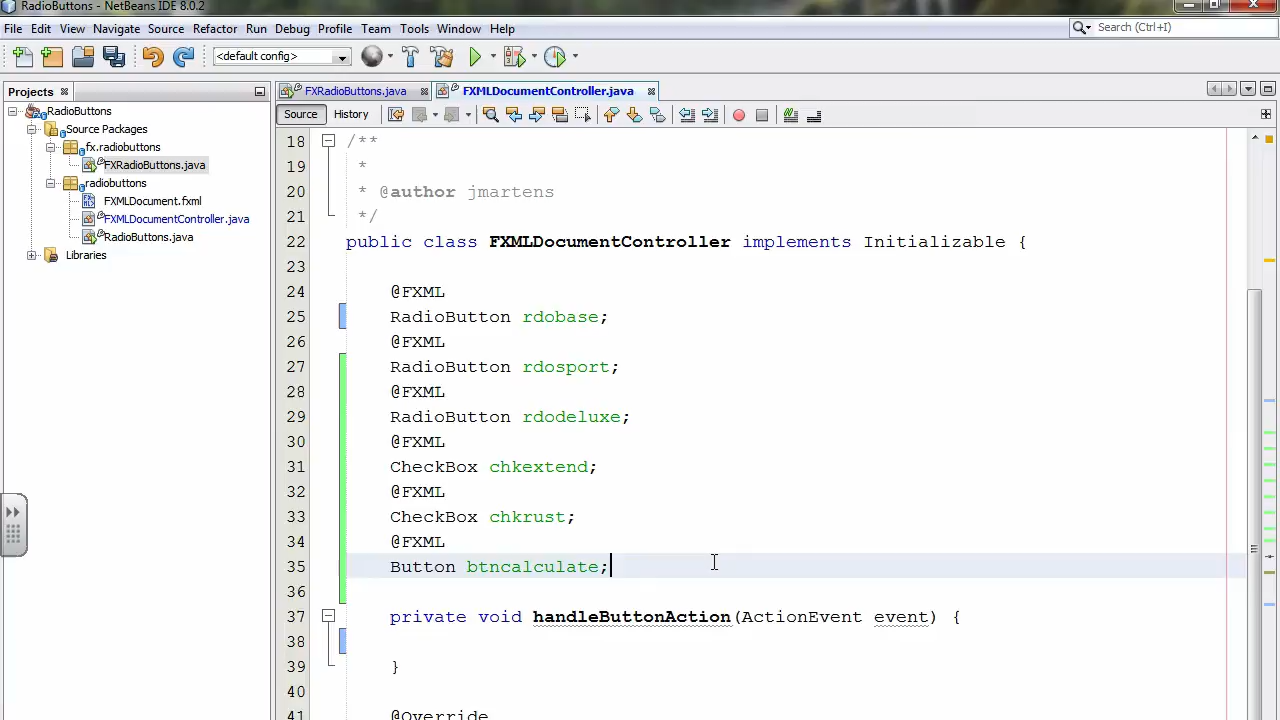 RadioButtons - NetBeans IDE 8.0.2
File Edit View Navigate Source Refactor Run Debug Profile Team Tools Window Help
Search (Ctrl+I)
<default config>
Projects
FXRadioButtons.java
FXMLDocumentController.java
Source History
RadioButtons
Source Packages
fx.radiobuttons
FXRadioButtons.java
radiobuttons
FXMLDocument.fxml
FXMLDocumentController.java
RadioButtons.java
Libraries
18 /**
19 *
20 * @author jmartens
21 */
22 public class FXMLDocumentController implements Initializable {
23
24 @FXML
25 RadioButton rdobase;
26 @FXML
27 RadioButton rdosport;
28 @FXML
29 RadioButton rdodeluxe;
30 @FXML
31 CheckBox chkextend;
32 @FXML
33 CheckBox chkrust;
34 @FXML
35 Button btncalculate;
36
37 private void handleButtonAction(ActionEvent event) {
38
39 }
40
41 @Override